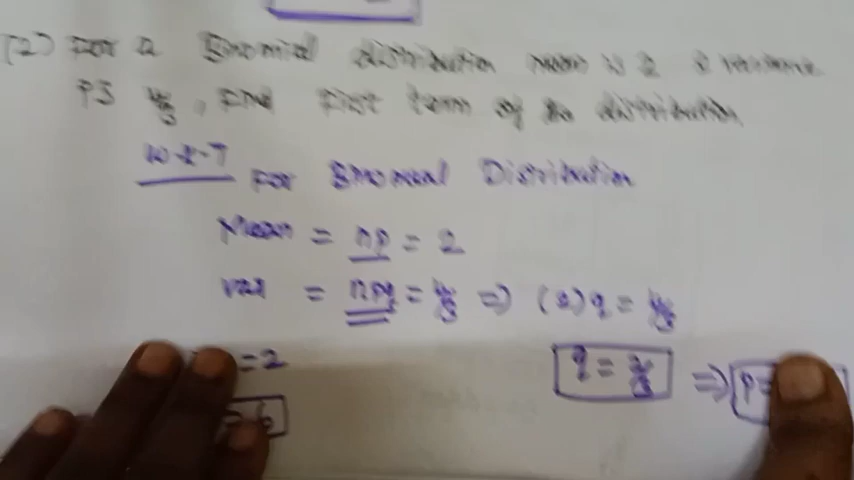 (2) For a Binomial distribution mean is 2 & variance
is 4/3, Find First term of the distribution.
W.K.T
For Binomial Distribution
Mean = np = 2
var = npq = 4/3 => (2)q = 4/3
=2 q = 2/3 => p=
= 6